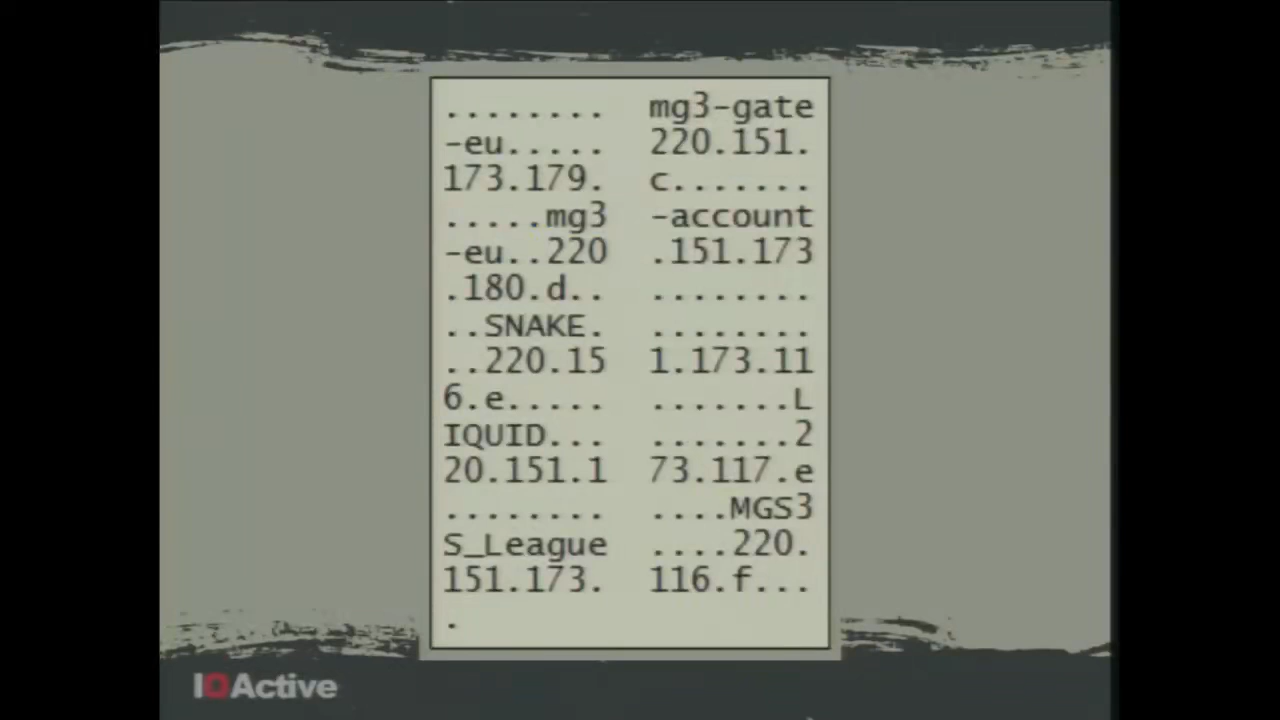 ........ mg3-gate
-eu..... 220.151.
173.179. c.......
.....mg3 -account
-eu..220 .151.173
.180.d.. ........
..SNAKE. ........
..220.15 1.173.11
6.e..... .......L
IQUID... .......2
20.151.1 73.117.e
........ ....MGS3
S_League ....220.
151.173. 116.f...
.
IOActive